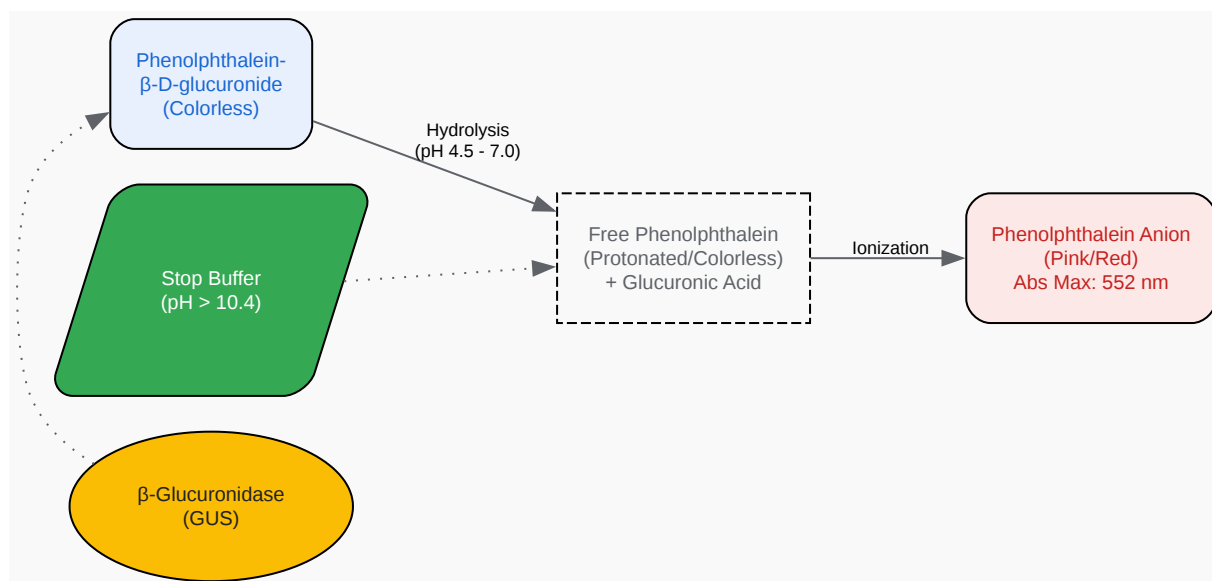 Phenolphthalein-
β-D-glucuronide
(Colorless)
Hydrolysis
(pH 4.5 - 7.0)
Stop Buffer
(pH > 10.4)
Free Phenolphthalein
(Protonated/Colorless)
+ Glucuronic Acid
Ionization
Phenolphthalein Anion
(Pink/Red)
Abs Max: 552 nm
β-Glucuronidase
(GUS)